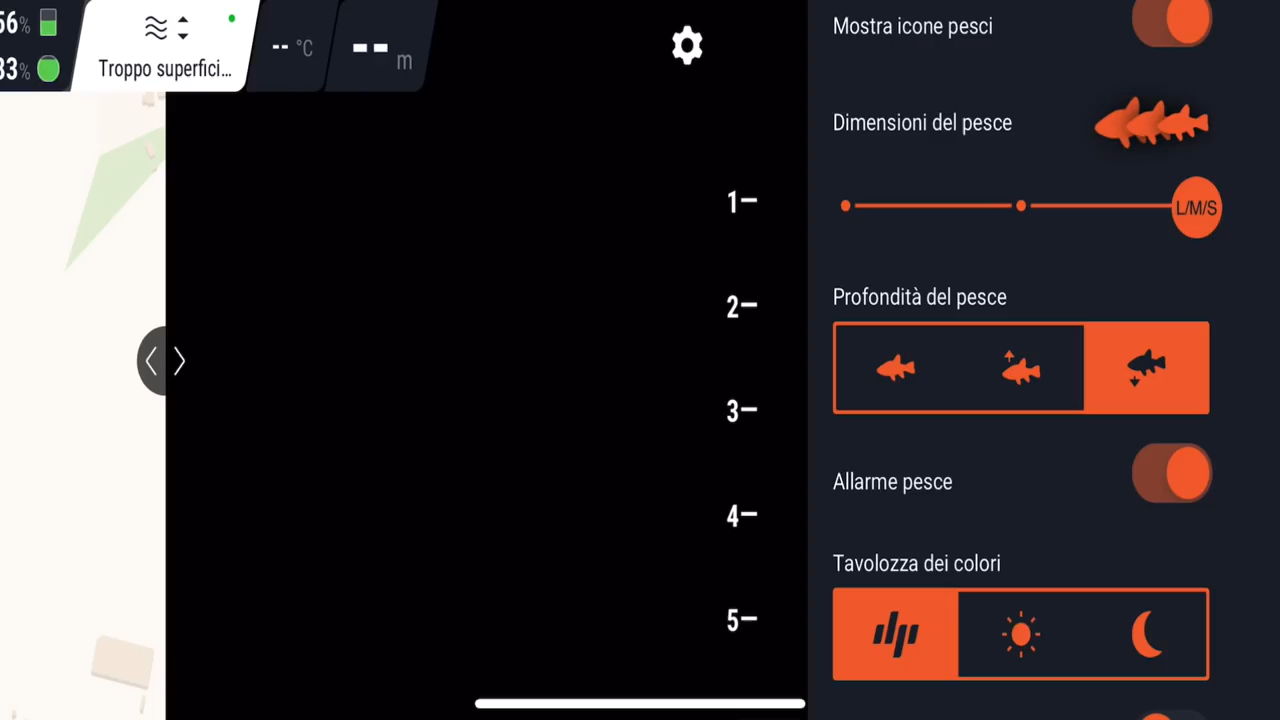 56%
33%
Troppo superfici...
-- °C
-- m
1
2
3
4
5
Mostra icone pesci
Dimensioni del pesce
L/M/S
Profondità del pesce
Allarme pesce
Tavolozza dei colori